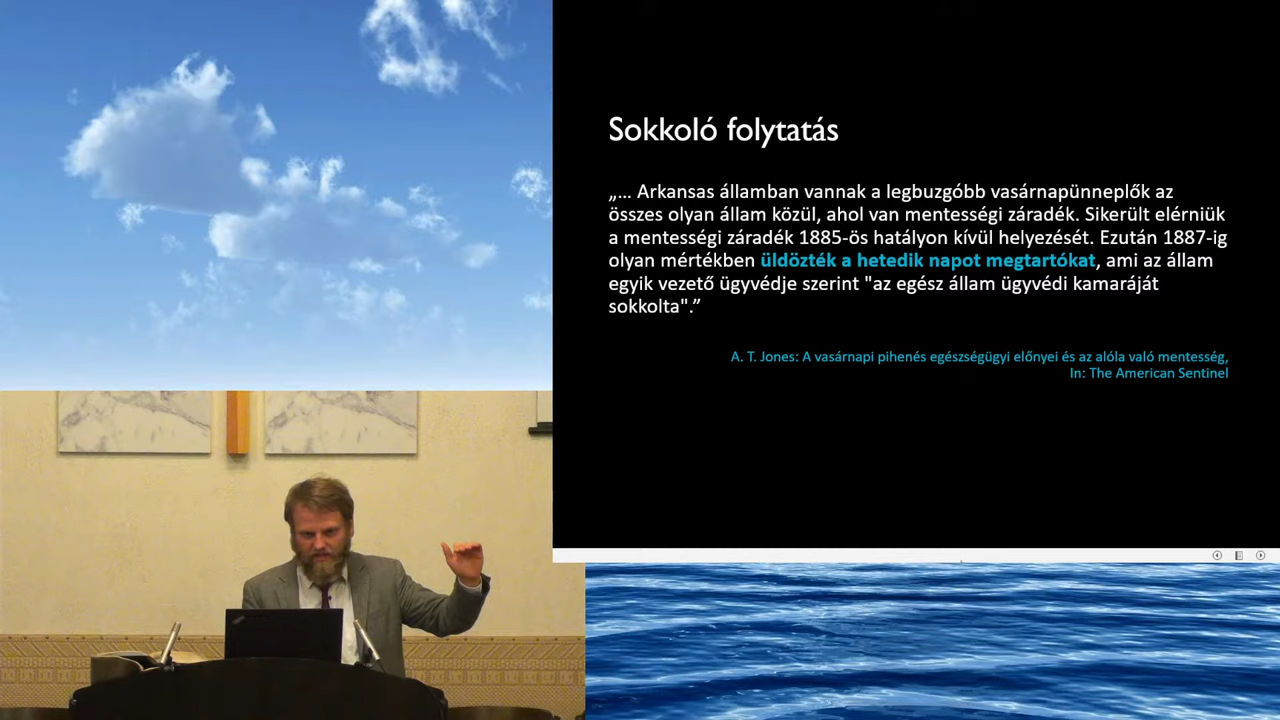 Sokkoló folytatás
„... Arkansas államban vannak a legbuzgóbb vasárnapünneplők az
összes olyan állam közül, ahol van mentességi záradék. Sikerült elérniük
a mentességi záradék 1885-ös hatályon kívül helyezését. Ezután 1887-ig
olyan mértékben üldözték a hetedik napot megtartókat, ami az állam
egyik vezető ügyvédje szerint "az egész állam ügyvédi kamaráját
sokkolta".”
A. T. Jones: A vasárnapi pihenés egészségügyi előnyei és az alóla való mentesség,
In: The American Sentinel